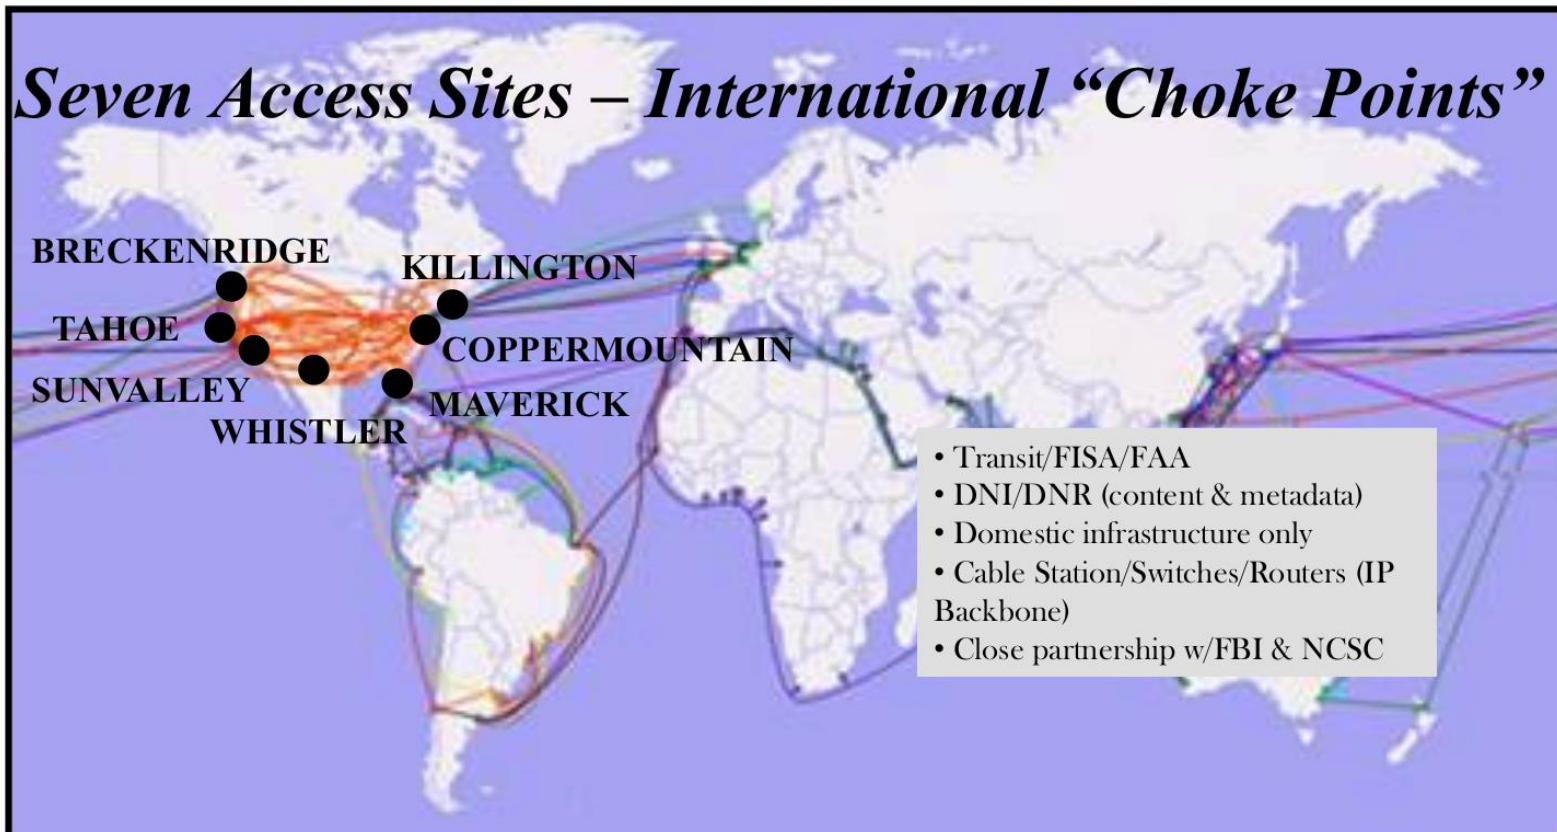 Seven Access Sites – International “Choke Points”
BRECKENRIDGE
KILLINGTON
TAHOE
COPPERMOUNTAIN
SUNVALLEY
MAVERICK
WHISTLER
• Transit/FISA/FAA
• DNI/DNR (content & metadata)
• Domestic infrastructure only
• Cable Station/Switches/Routers (IP
Backbone)
• Close partnership w/FBI & NCSC